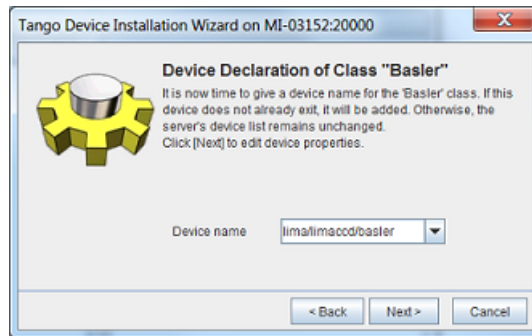 Tango Device Installation Wizard on MI-03152:20000
X
Device Declaration of Class "Basler"
It is now time to give a device name for the 'Basler' class. If this
device does not already exit, it will be added. Otherwise, the
server's device list remains unchanged.
Click [Next] to edit device properties.
Device name
lima/limaccd/basler
< Back
Next >
Cancel